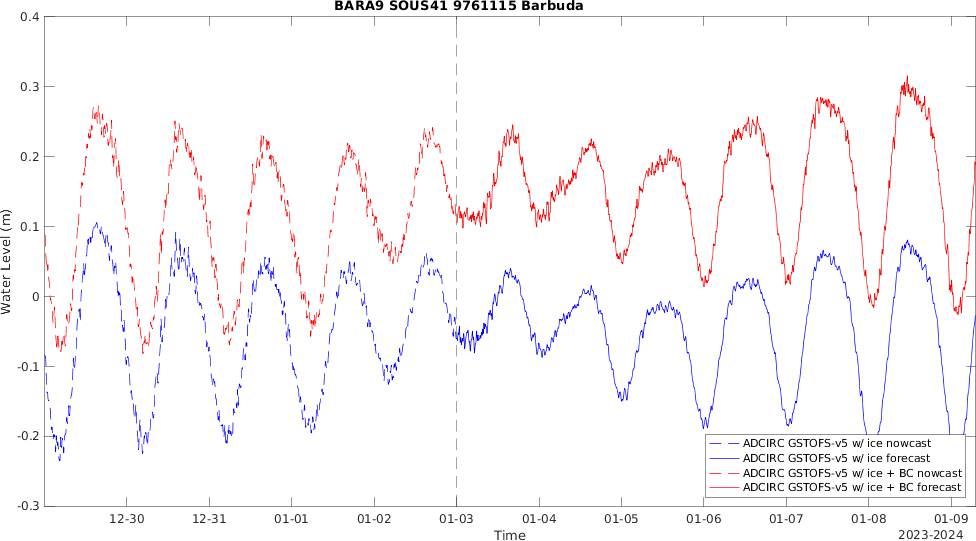 BARA9 SOUS41 9761115 Barbuda
0.4
0.3
0.2
0.1
0
-0.1
-0.2
-0.3
Water Level (m)
12-30
12-31
01-01
01-02
01-03
01-04
01-05
01-06
01-07
01-08
01-09
Time
2023-2024
ADCIRC GSTOFS-v5 w/ ice nowcast
ADCIRC GSTOFS-v5 w/ ice forecast
ADCIRC GSTOFS-v5 w/ ice + BC nowcast
ADCIRC GSTOFS-v5 w/ ice + BC forecast